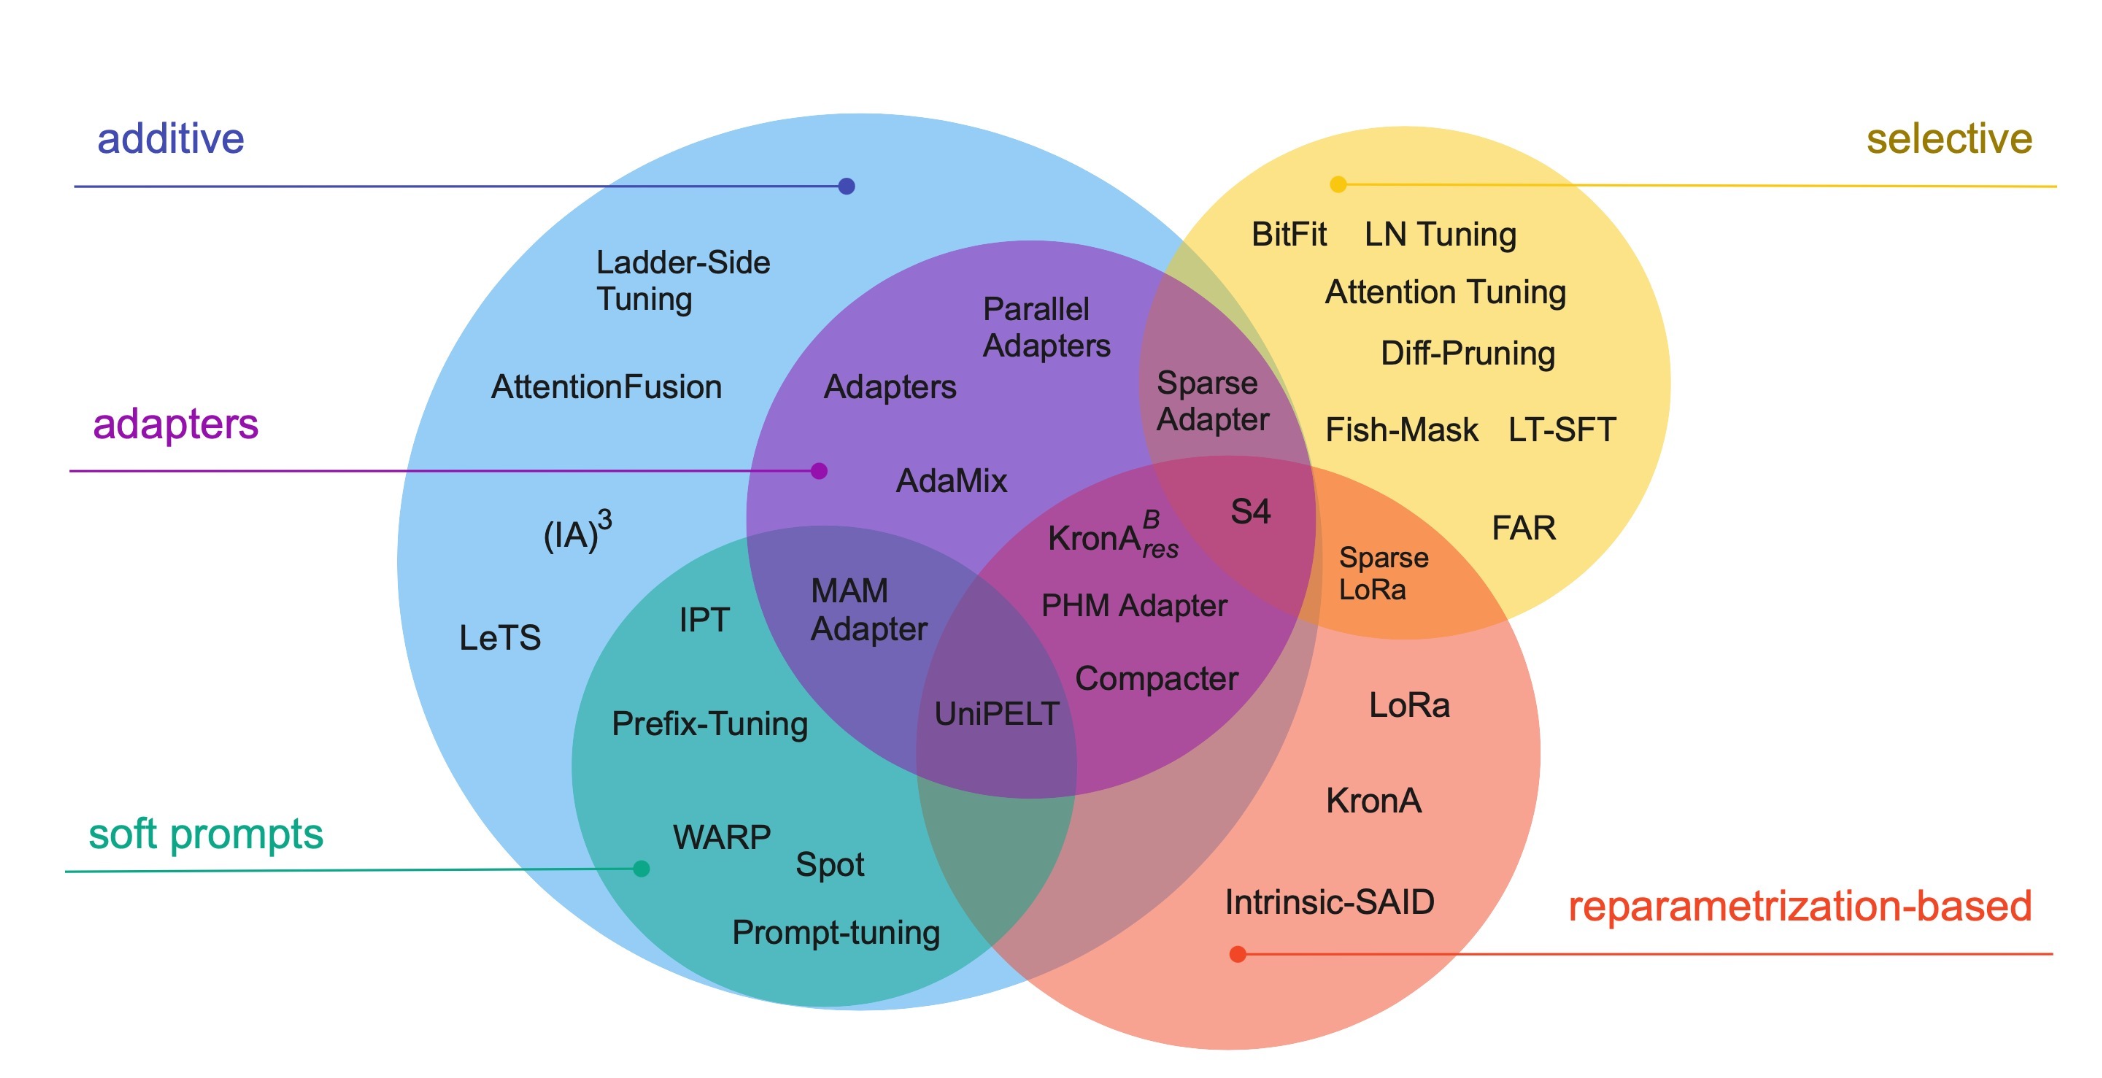 additive
selective
BitFit LN Tuning
Ladder-Side
Tuning
Attention Tuning
Parallel
Adapters
Diff-Pruning
AttentionFusion
Adapters
Sparse
Adapter
adapters
Fish-Mask LT-SFT
AdaMix
S4
(IA)³
KronA^B_res
FAR
Sparse
LoRa
MAM
Adapter
IPT
PHM Adapter
LeTS
Compacter
LoRa
UniPELT
Prefix-Tuning
KronA
soft prompts
WARP
Spot
Intrinsic-SAID
reparametrization-based
Prompt-tuning